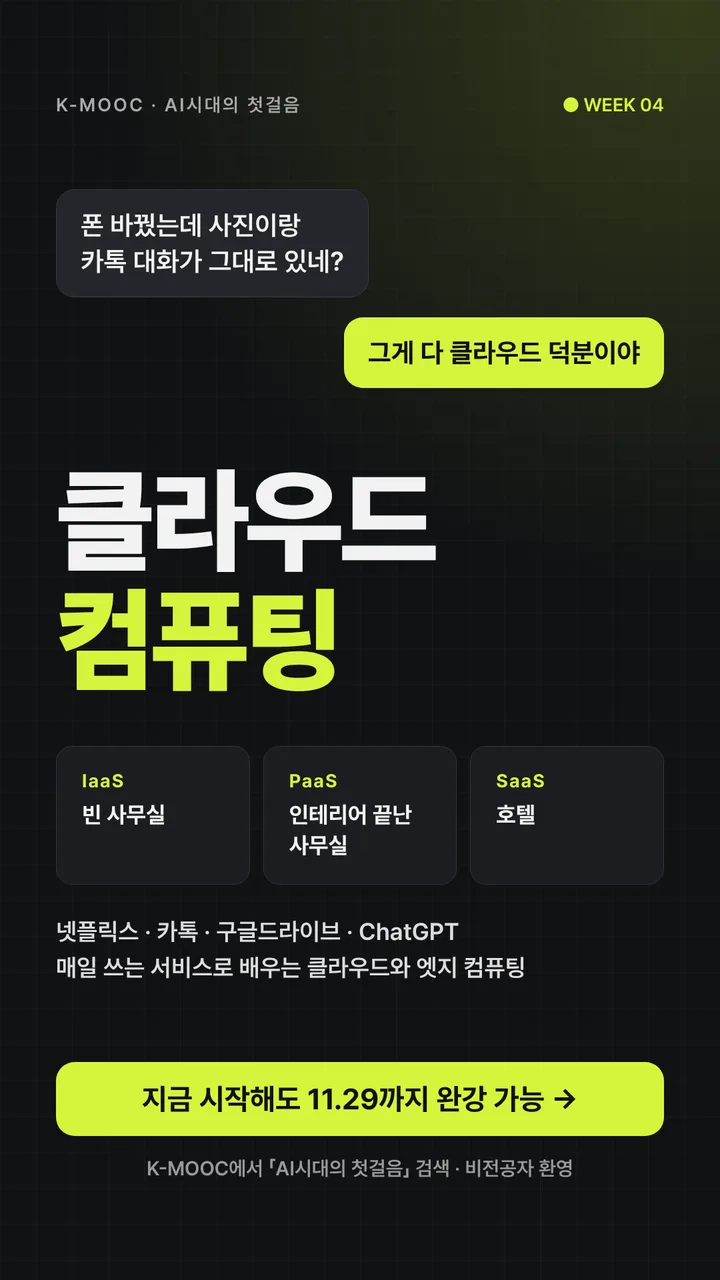 K-MOOC · AI시대의 첫걸음
WEEK 04
폰 바꿨는데 사진이랑
카톡 대화가 그대로 있네?
그게 다 클라우드 덕분이야
클라우드
컴퓨팅
IaaS
빈 사무실
PaaS
인테리어 끝난
사무실
SaaS
호텔
넷플릭스 · 카톡 · 구글드라이브 · ChatGPT
매일 쓰는 서비스로 배우는 클라우드와 엣지 컴퓨팅
지금 시작해도 11.29까지 완강 가능 →
K-MOOC에서 「AI시대의 첫걸음」 검색 · 비전공자 환영